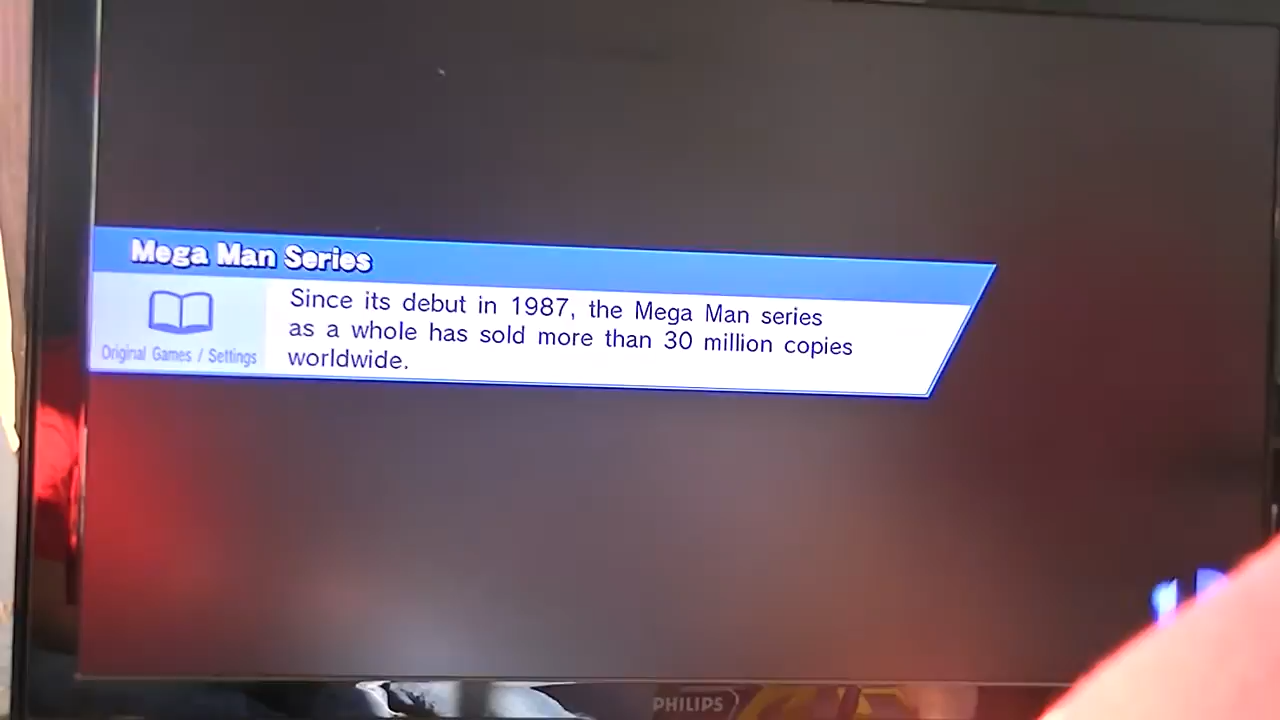 Mega Man Series
Original Games / Settings
Since its debut in 1987, the Mega Man series
as a whole has sold more than 30 million copies
worldwide.
PHILIPS